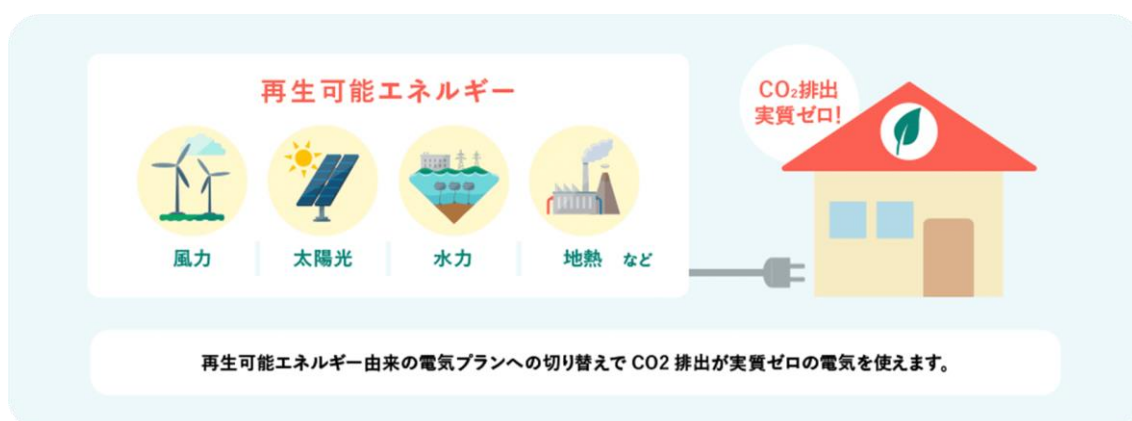 再生可能エネルギー
CO₂排出
実質ゼロ!
風力
太陽光
水力
地熱 など
再生可能エネルギー由来の電気プランへの切り替えでCO2排出が実質ゼロの電気を使えます。